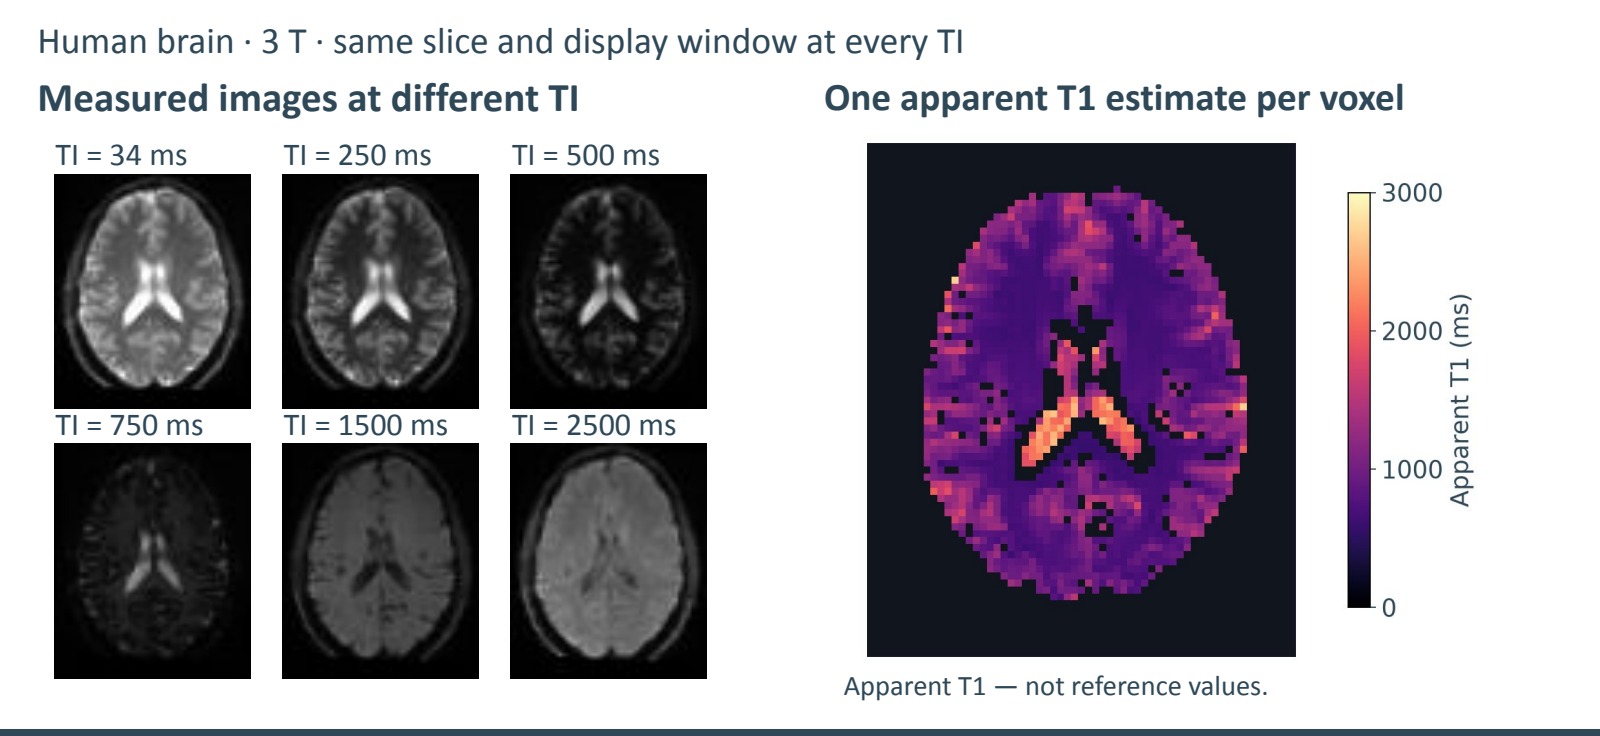 Human brain · 3 T · same slice and display window at every TI
Measured images at different TI
One apparent T1 estimate per voxel
TI = 34 ms
TI = 250 ms
TI = 500 ms
TI = 750 ms
TI = 1500 ms
TI = 2500 ms
3000
2000
1000
0
Apparent T1 (ms)
Apparent T1 — not reference values.